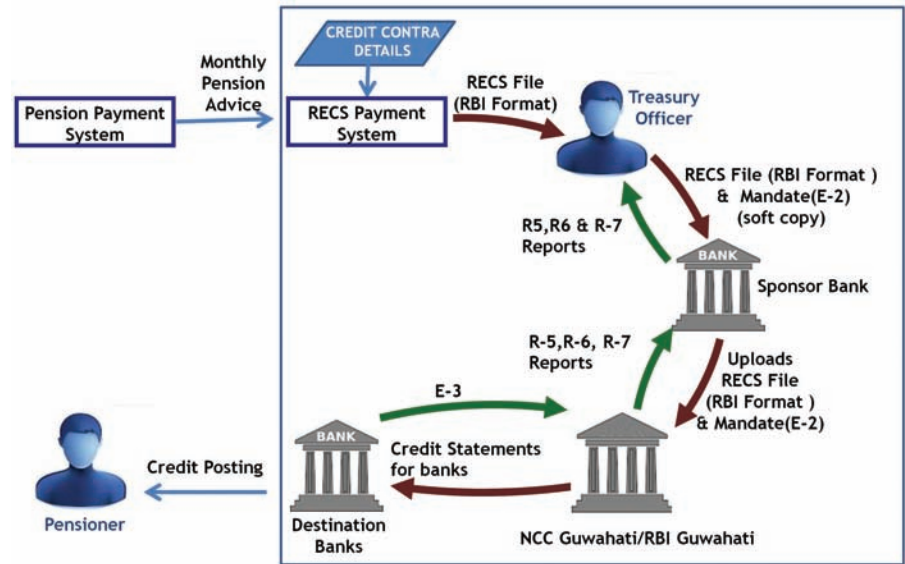 CREDIT CONTRA
DETAILS
Monthly
Pension
Advice
Pension Payment
System
RECS Payment
System
RECS File
(RBI Format)
Treasury
Officer
RECS File (RBI Format )
& Mandate(E-2)
(soft copy)
R5,R6 & R-7
Reports
BANK
Sponsor Bank
R-5,R-6, R-7
Reports
Uploads
RECS File
(RBI Format )
& Mandate(E-2)
E-3
BANK
Credit Statements
for banks
Credit Posting
Pensioner
Destination
Banks
NCC Guwahati/RBI Guwahati